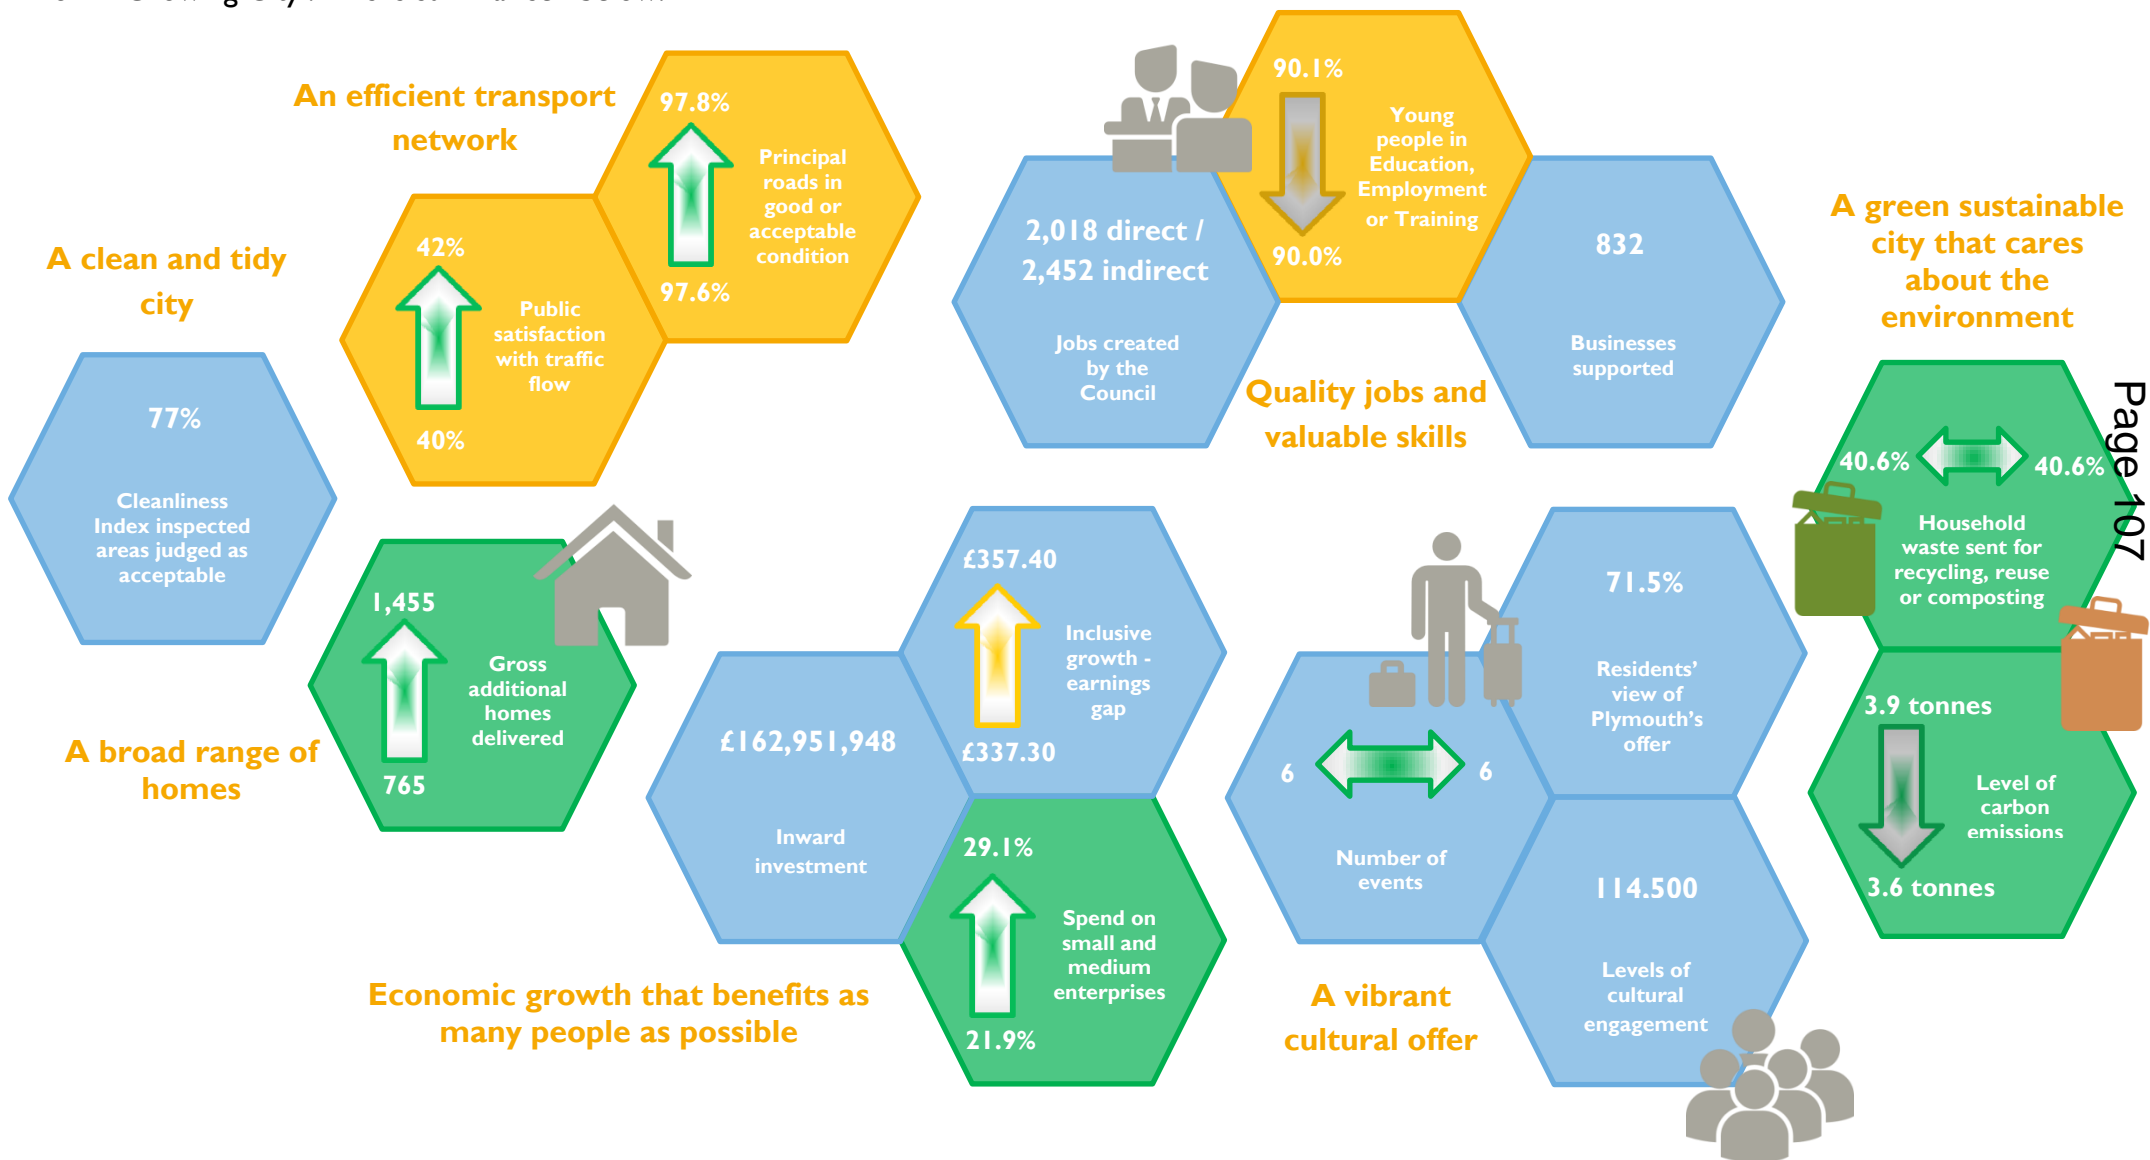 An efficient transport
network
97.8%
Principal
roads in
good or
acceptable
condition
97.6%
42%
Public
satisfaction
with traffic
flow
40%
A clean and tidy
city
77%
Cleanliness
Index inspected
areas judged as
acceptable
90.1%
Young
people in
Education,
Employment
or Training
90.0%
2,018 direct /
2,452 indirect
Jobs created
by the
Council
832
Businesses
supported
Quality jobs and
valuable skills
A green sustainable
city that cares
about the
environment
40.6%
40.6%
Household
waste sent for
recycling, reuse
or composting
3.9 tonnes
Level of
carbon
emissions
3.6 tonnes
Page 107
1,455
Gross
additional
homes
delivered
765
A broad range of
homes
£357.40
Inclusive
growth -
earnings
gap
£337.30
£162,951,948
Inward
investment
29.1%
Spend on
small and
medium
enterprises
21.9%
Economic growth that benefits as
many people as possible
71.5%
Residents'
view of
Plymouth's
offer
6
6
Number of
events
114.500
Levels of
cultural
engagement
A vibrant
cultural offer